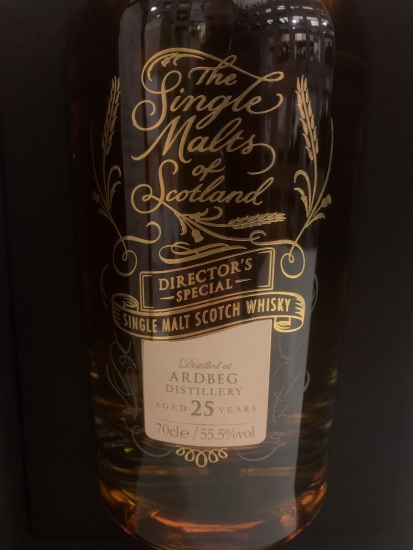 The
Single
Malts
of
Scotland
DIRECTOR'S
SPECIAL
SINGLE MALT SCOTCH WHISKY
Distilled at
ARDBEG
DISTILLERY
AGED 25 YEARS
70cle /55.5%vol